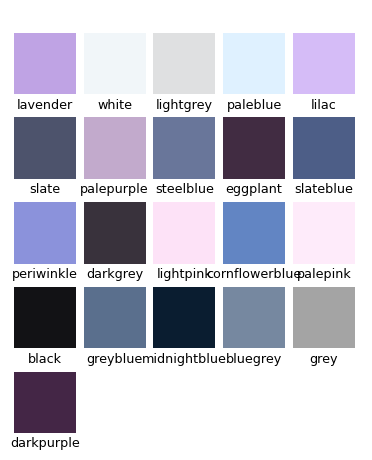 lavender white lightgrey paleblue lilac
slate palepurple steelblue eggplant slateblue
periwinkle darkgrey lightpink cornflowerblue palepink
black greyblue midnightblue bluegrey grey
darkpurple